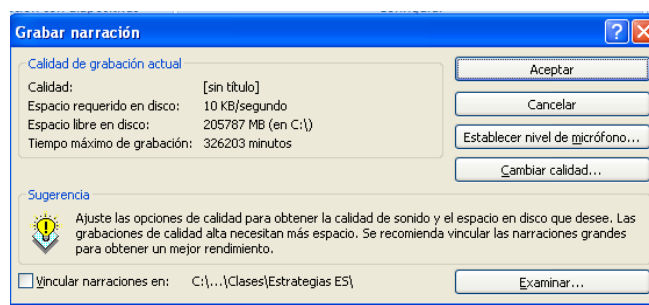 Grabar narración
Calidad de grabación actual
Calidad: [sin título]
Espacio requerido en disco: 10 KB/segundo
Espacio libre en disco: 205787 MB (en C:\)
Tiempo máximo de grabación: 326203 minutos
Aceptar
Cancelar
Establecer nivel de micrófono...
Cambiar calidad...
Sugerencia
Ajuste las opciones de calidad para obtener la calidad de sonido y el espacio en disco que desee. Las
grabaciones de calidad alta necesitan más espacio. Se recomienda vincular las narraciones grandes
para obtener un mejor rendimiento.
Vincular narraciones en: C:\...\Clases\Estrategias ES\
Examinar...